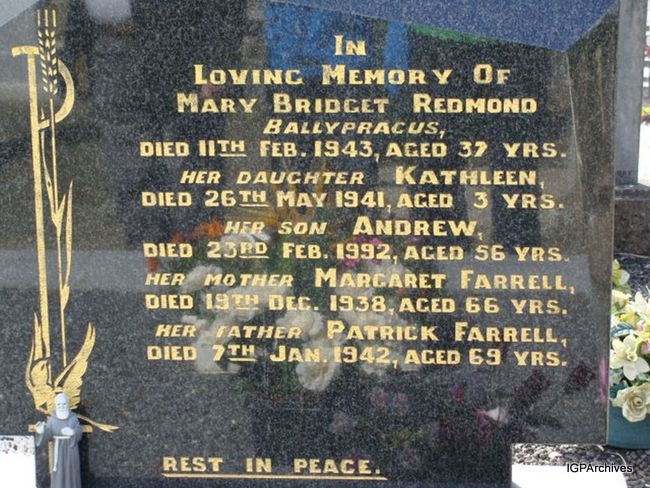 IN
LOVING MEMORY OF
MARY BRIDGET REDMOND
BALLYPRACUS,
DIED 11TH FEB. 1943, AGED 37 YRS.
HER DAUGHTER KATHLEEN,
DIED 26TH MAY 1941, AGED 3 YRS.
HER SON ANDREW,
DIED 23RD FEB. 1992, AGED 56 YRS.
HER MOTHER MARGARET FARRELL,
DIED 19TH DEC. 1938, AGED 66 YRS.
HER FATHER PATRICK FARRELL,
DIED 7TH JAN. 1942, AGED 69 YRS.
REST IN PEACE.
IGPArchives